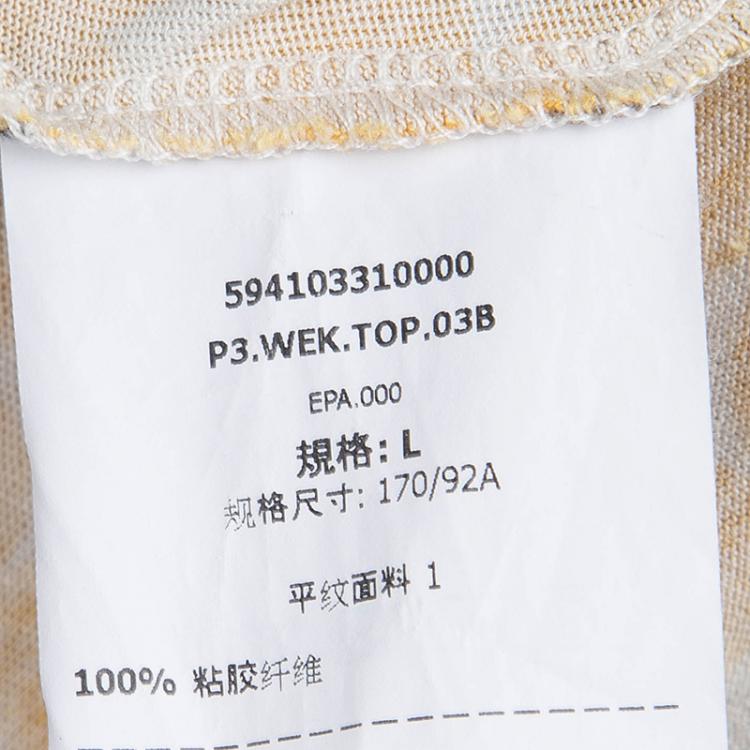 594103310000
P3.WEK.TOP.03B
EPA.000
規格: L
规格尺寸: 170/92A
平纹面料 1
100% 粘胶纤维